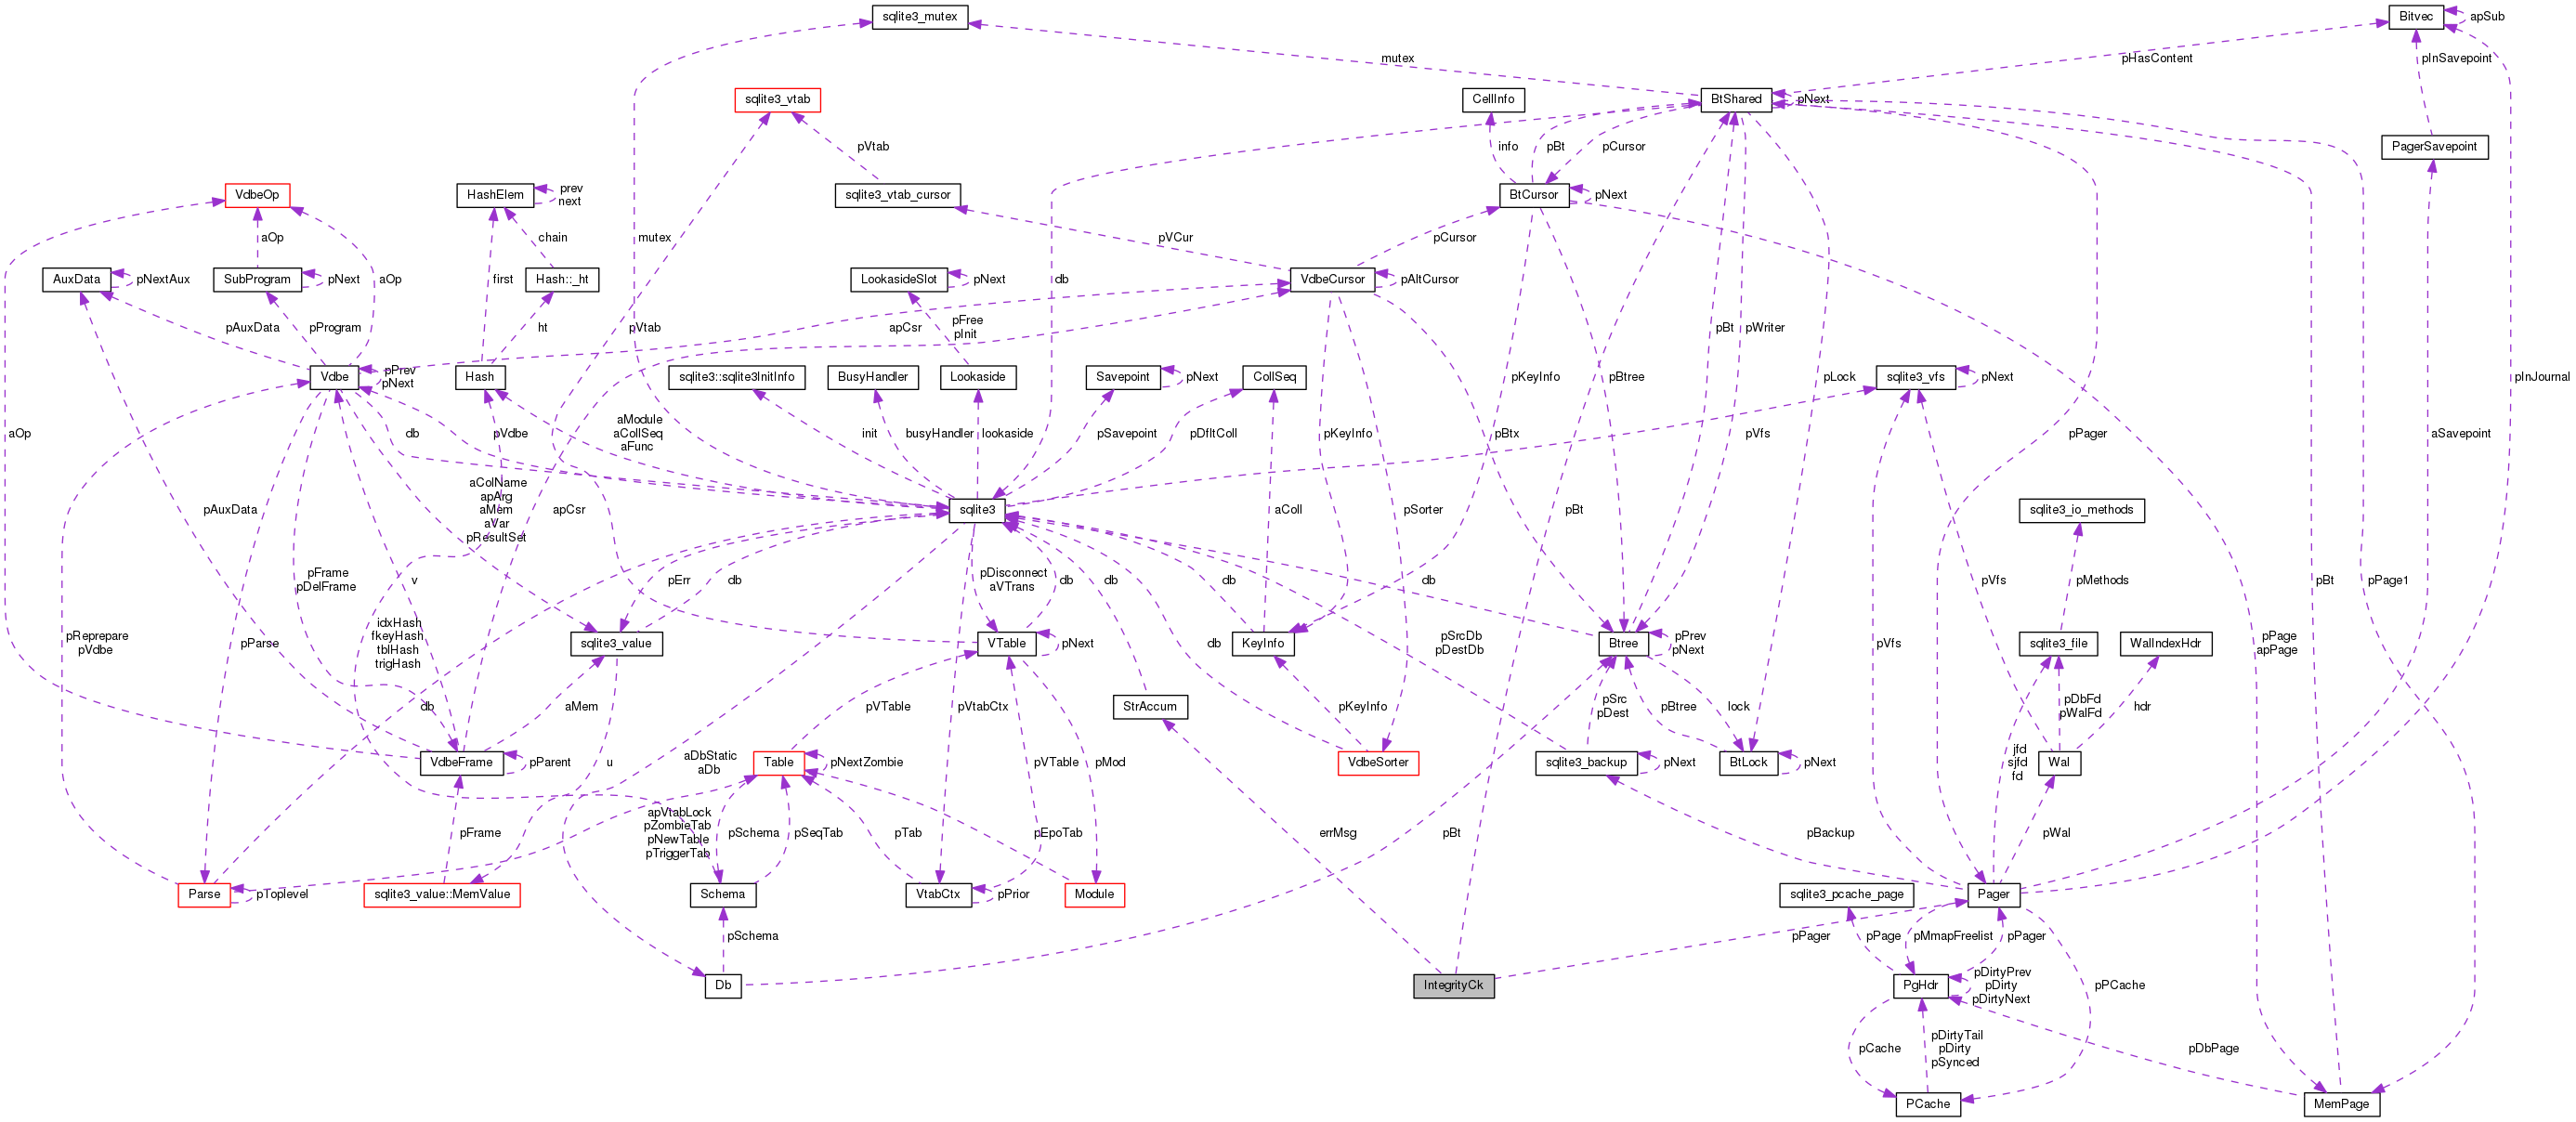 sqlite3_mutex
Bitvec
apSub
mutex
pHasContent
pInSavepoint
sqlite3_vtab
CellInfo
BtShared
pNext
pVtab
info
pBt
pCursor
PagerSavepoint
VdbeOp
HashElem
prev
next
sqlite3_vtab_cursor
BtCursor
pNext
aOp
chain
mutex
pVCur
pCursor
AuxData
pNextAux
SubProgram
pNext
aOp
first
Hash::_ht
LookasideSlot
pNext
db
VdbeCursor
pAltCursor
pAuxData
pProgram
ht
pVtab
pFree
pInit
apCsr
pBt
pWriter
Vdbe
pPrev
pNext
Hash
sqlite3::sqlite3InitInfo
BusyHandler
Lookaside
Savepoint
pNext
CollSeq
pKeyInfo
pBtree
pLock
sqlite3_vfs
pNext
pInJournal
aOp
db
pVdbe
aModule
aCollSeq
aFunc
init
busyHandler
lookaside
pSavepoint
pDfltColl
pKeyInfo
pBtx
pVfs
pPager
aSavepoint
pAuxData
aColName
apArg
aMem
aVar
pResultSet
apCsr
sqlite3
aColl
pSorter
pBt
sqlite3_io_methods
pFrame
pDelFrame
v
pErr
db
pDisconnect
aVTrans
db
db
db
db
pMethods
pVfs
pBt
pPage1
pReprepare
pVdbe
pParse
idxHash
fkeyHash
tblHash
trigHash
sqlite3_value
VTable
pNext
db
KeyInfo
pSrcDb
pDestDb
Btree
pPrev
pNext
pVfs
sqlite3_file
WalIndexHdr
pPage
apPage
db
aMem
pVTable
pVtabCtx
StrAccum
pKeyInfo
pSrc
pDest
pBtree
lock
pDbFd
pWalFd
hdr
VdbeFrame
pParent
u
aDbStatic
aDb
Table
pNextZombie
pVTable
pMod
VdbeSorter
sqlite3_backup
pNext
BtLock
pNext
jfd
sjfd
fd
Wal
pFrame
apVtabLock
pZombieTab
pNewTable
pTriggerTab
pSchema
pSeqTab
pTab
pEpoTab
errMsg
pBt
pBackup
pWal
Parse
pToplevel
sqlite3_value::MemValue
Schema
VtabCtx
pPrior
Module
sqlite3_pcache_page
Pager
pSchema
pPager
pPage
pMmapFreelist
pPager
Db
IntegrityCk
PgHdr
pDirtyPrev
pDirty
pDirtyNext
pPCache
pCache
pDirtyTail
pDirty
pSynced
pDbPage
PCache
MemPage